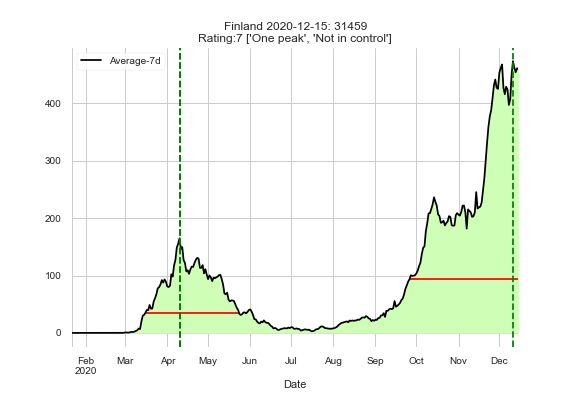 Finland 2020-12-15: 31459
Rating:7 ['One peak', 'Not in control']
Average-7d
400
300
200
100
0
Feb Mar Apr May Jun Jul Aug Sep Oct Nov Dec
2020
Date